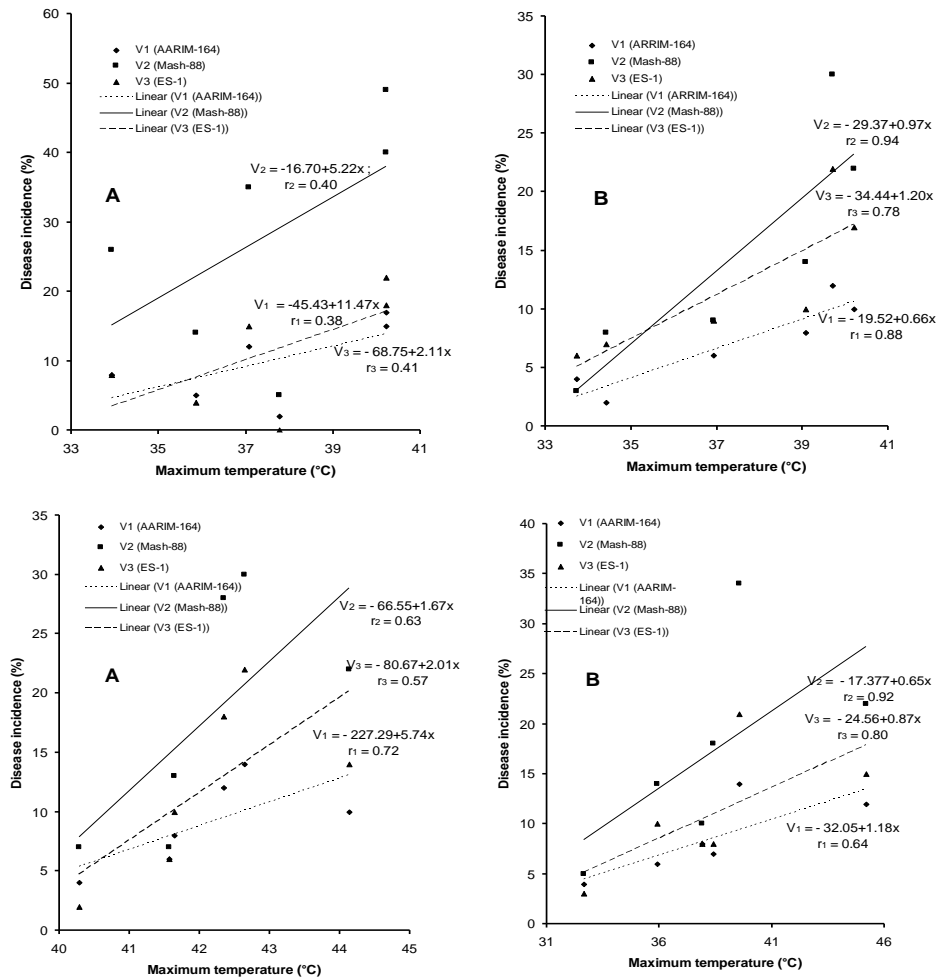 60
50
40
30
20
10
0
Disease incidence (%)
V1 (AARIM-164)
V2 (Mash-88)
V3 (ES-1)
Linear (V1 (AARIM-164))
Linear (V2 (Mash-88))
Linear (V3 (ES-1))
A
V2 = -16.70+5.22x ;
r2 = 0.40
V1 = -45.43+11.47x
r1 = 0.38
V3 = - 68.75+2.11x
r3 = 0.41
33 35 37 39 41
Maximum temperature (°C)
35
30
25
20
15
10
5
0
Disease incidence (%)
V1 (ARRIM-164)
V2 (Mash-88)
V3 (ES-1)
Linear (V1 (ARRIM-164))
Linear (V2 (Mash-88))
Linear (V3 (ES-1))
B
V2 = - 29.37+0.97x
r2 = 0.94
V3 = - 34.44+1.20x
r3 = 0.78
V1 = - 19.52+0.66x
r1 = 0.88
33 35 37 39 41
Maximum temperature (°C)
35
30
25
20
15
10
5
0
Disease incidence (%)
V1 (AARIM-164)
V2 (Mash-88)
V3 (ES-1)
Linear (V1 (AARIM-164))
Linear (V2 (Mash-88))
Linear (V3 (ES-1))
A
V2 = - 66.55+1.67x
r2 = 0.63
V3 = - 80.67+2.01x
r3 = 0.57
V1 = - 227.29+5.74x
r1 = 0.72
40 41 42 43 44 45
Maximum temperature (°C)
40
35
30
25
20
15
10
5
0
Disease incidence (%)
V1 (AARIM-164)
V2 (Mash-88)
V3 (ES-1)
Linear (V1 (AARIM-
164))
Linear (V2 (Mash-88))
Linear (V3 (ES-1))
B
V2 = - 17.377+0.65x
r2 = 0.92
V3 = - 24.56+0.87x
r3 = 0.80
V1 = - 32.05+1.18x
r1 = 0.64
31 36 41 46
Maximum temperature (°C)